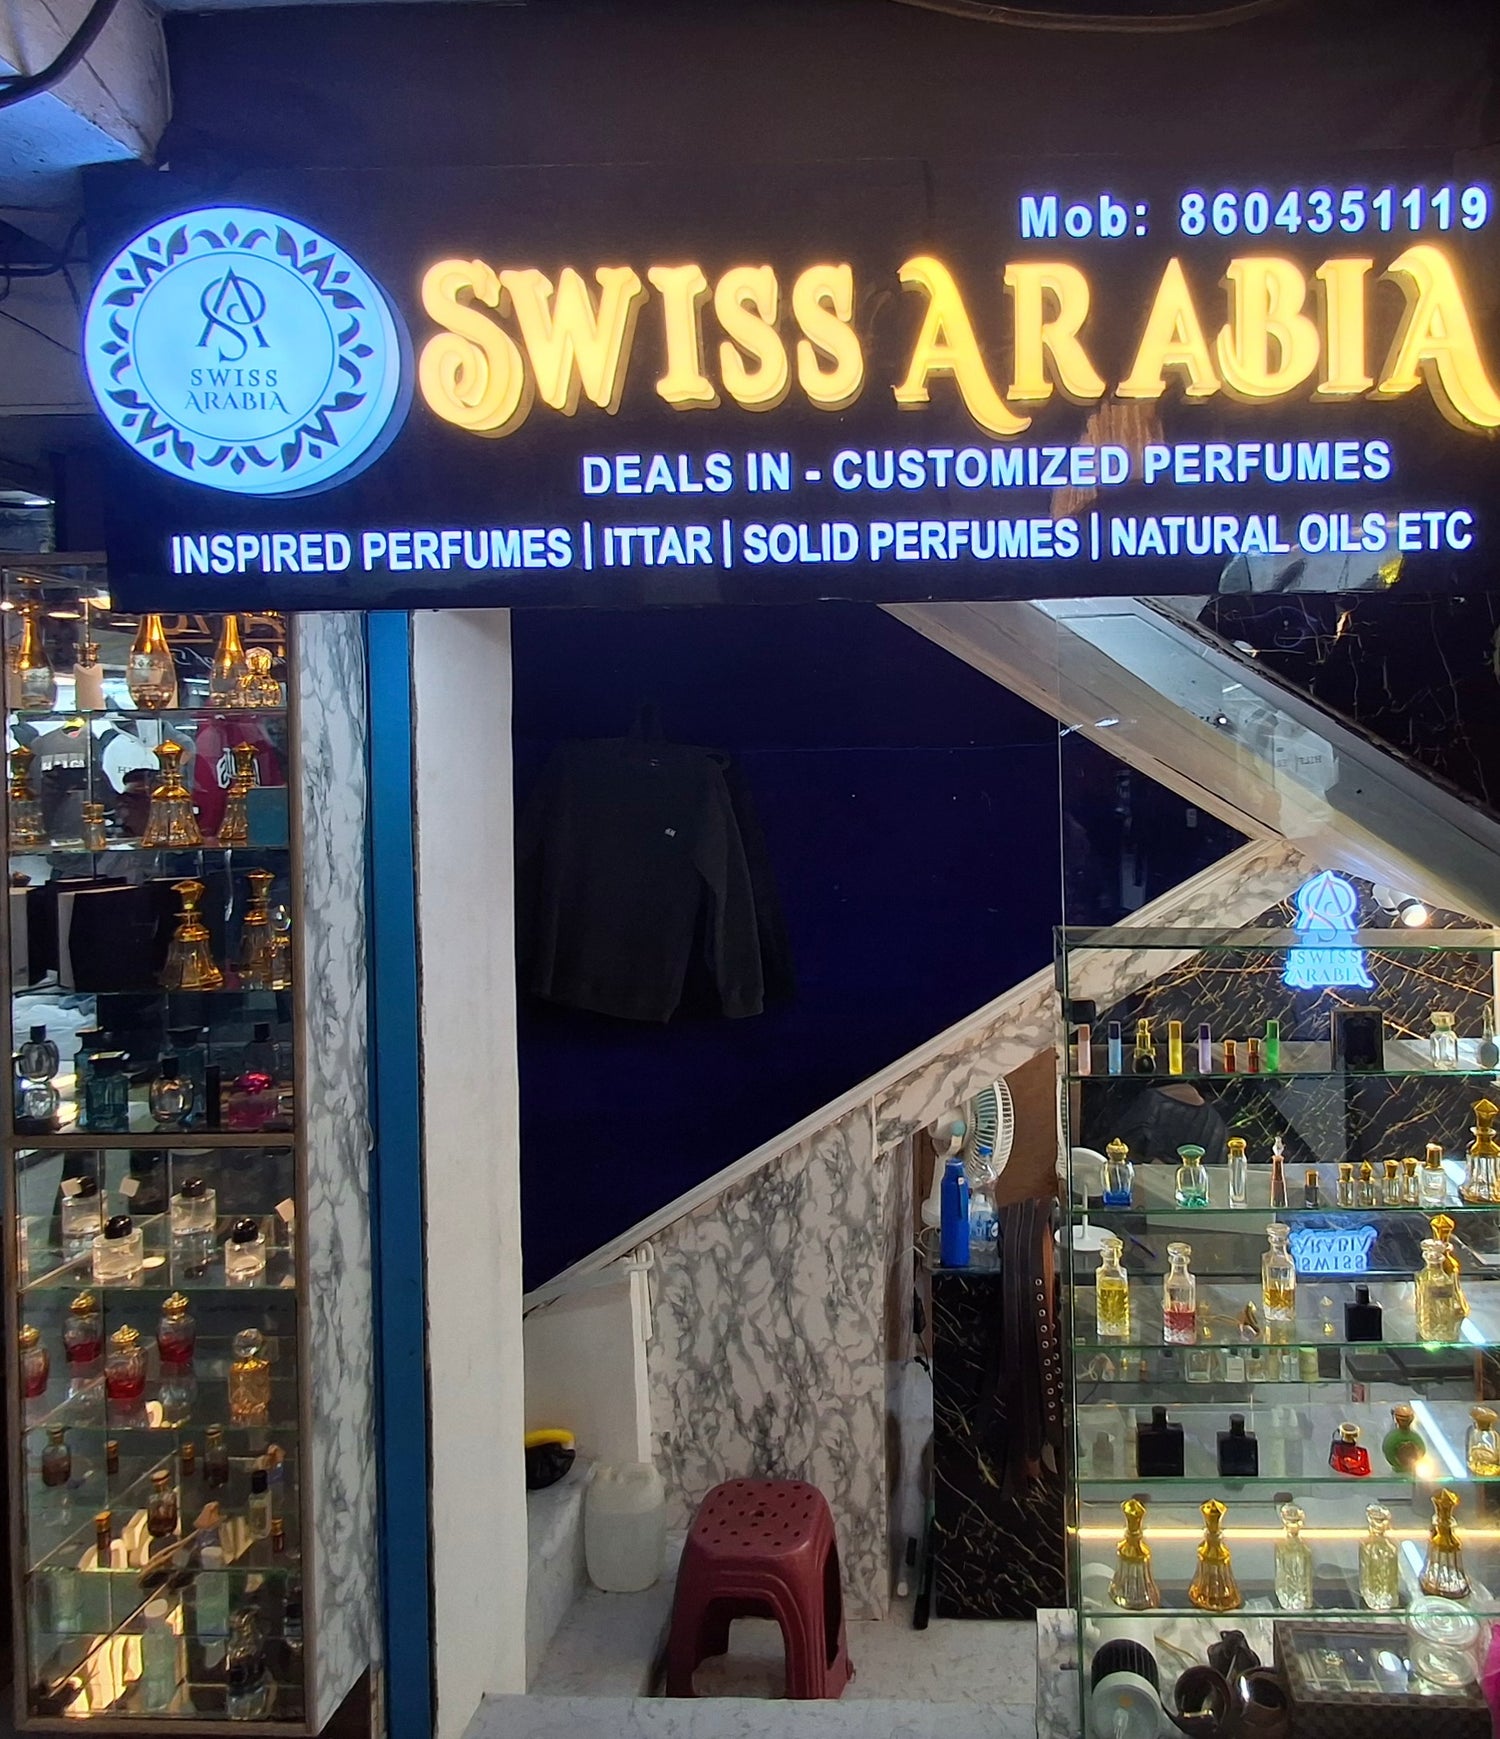 Mob: 8604351119
SWISS ARABIA
SWISS
ARABIA
DEALS IN - CUSTOMIZED PERFUMES
INSPIRED PERFUMES | ITTAR | SOLID PERFUMES | NATURAL OILS ETC
SWISS
ARABIA